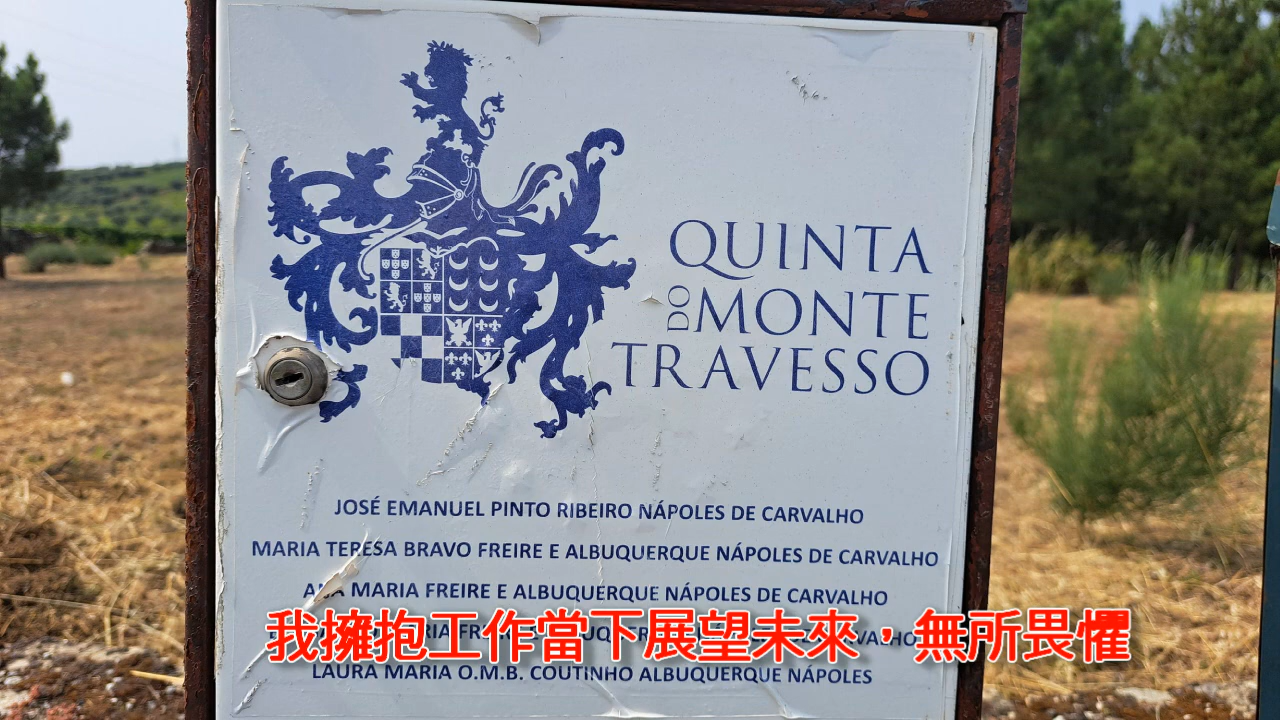 QUINTA
DO MONTE
TRAVESSO
JOSÉ EMANUEL PINTO RIBEIRO NÁPOLES DE CARVALHO
MARIA TERESA BRAVO FREIRE E ALBUQUERQUE NÁPOLES DE CARVALHO
ANA MARIA FREIRE E ALBUQUERQUE NÁPOLES DE CARVALHO
我擁抱工作當下展望未來，無所畏懼
LAURA MARIA O.M.B. COUTINHO ALBUQUERQUE NÁPOLES